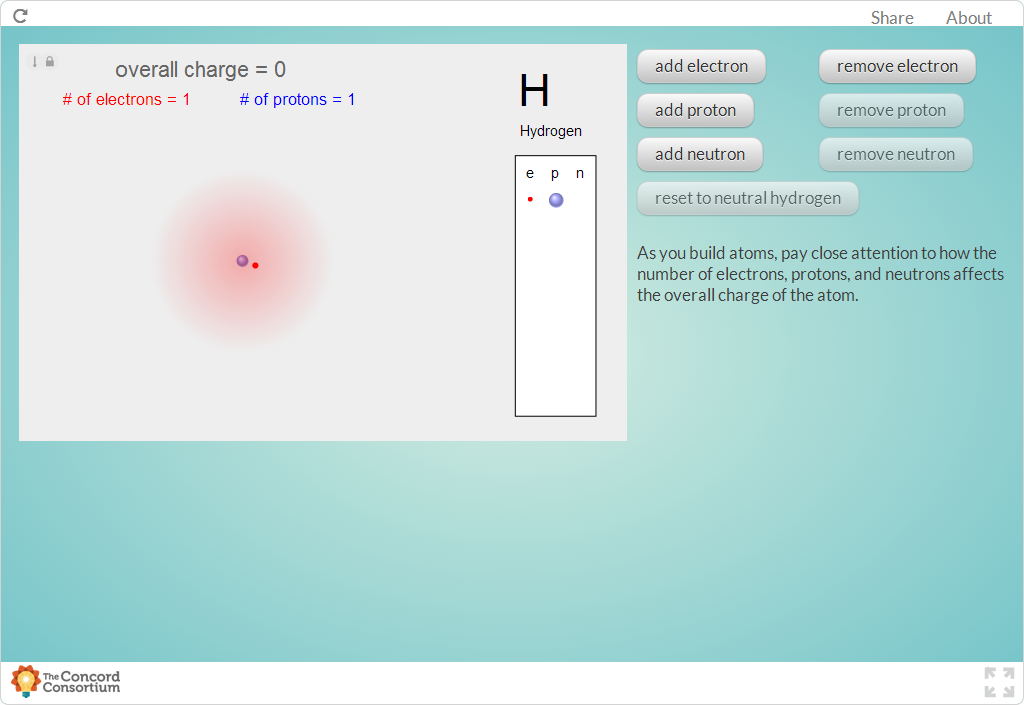 Share About
overall charge = 0
# of electrons = 1 # of protons = 1
H
Hydrogen
e p n
add electron remove electron
add proton remove proton
add neutron remove neutron
reset to neutral hydrogen
As you build atoms, pay close attention to how the
number of electrons, protons, and neutrons affects
the overall charge of the atom.
The Concord
Consortium